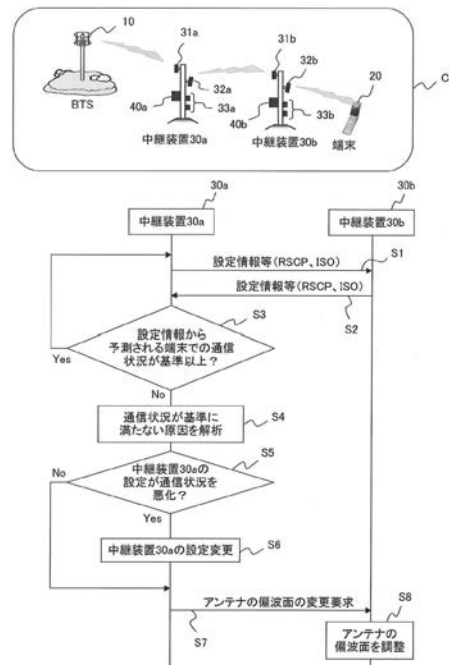 10
31a
31b
32b
20
C
BTS
32a
40a
33a
40b
33b
中継装置30a
中継装置30b
端末
30a
30b
中継装置30a
中継装置30b
設定情報等(RSCP、ISO)
S1
設定情報等(RSCP、ISO)
S2
S3
設定情報から
予測される端末での通信
状況が基準以上?
Yes
No
S4
通信状況が基準に
満たない原因を解析
S5
No
中継装置30aの
設定が通信状況を
悪化?
Yes
中継装置30aの設定変更
S6
アンテナの偏波面の変更要求
S7
S8
アンテナの
偏波面を調整